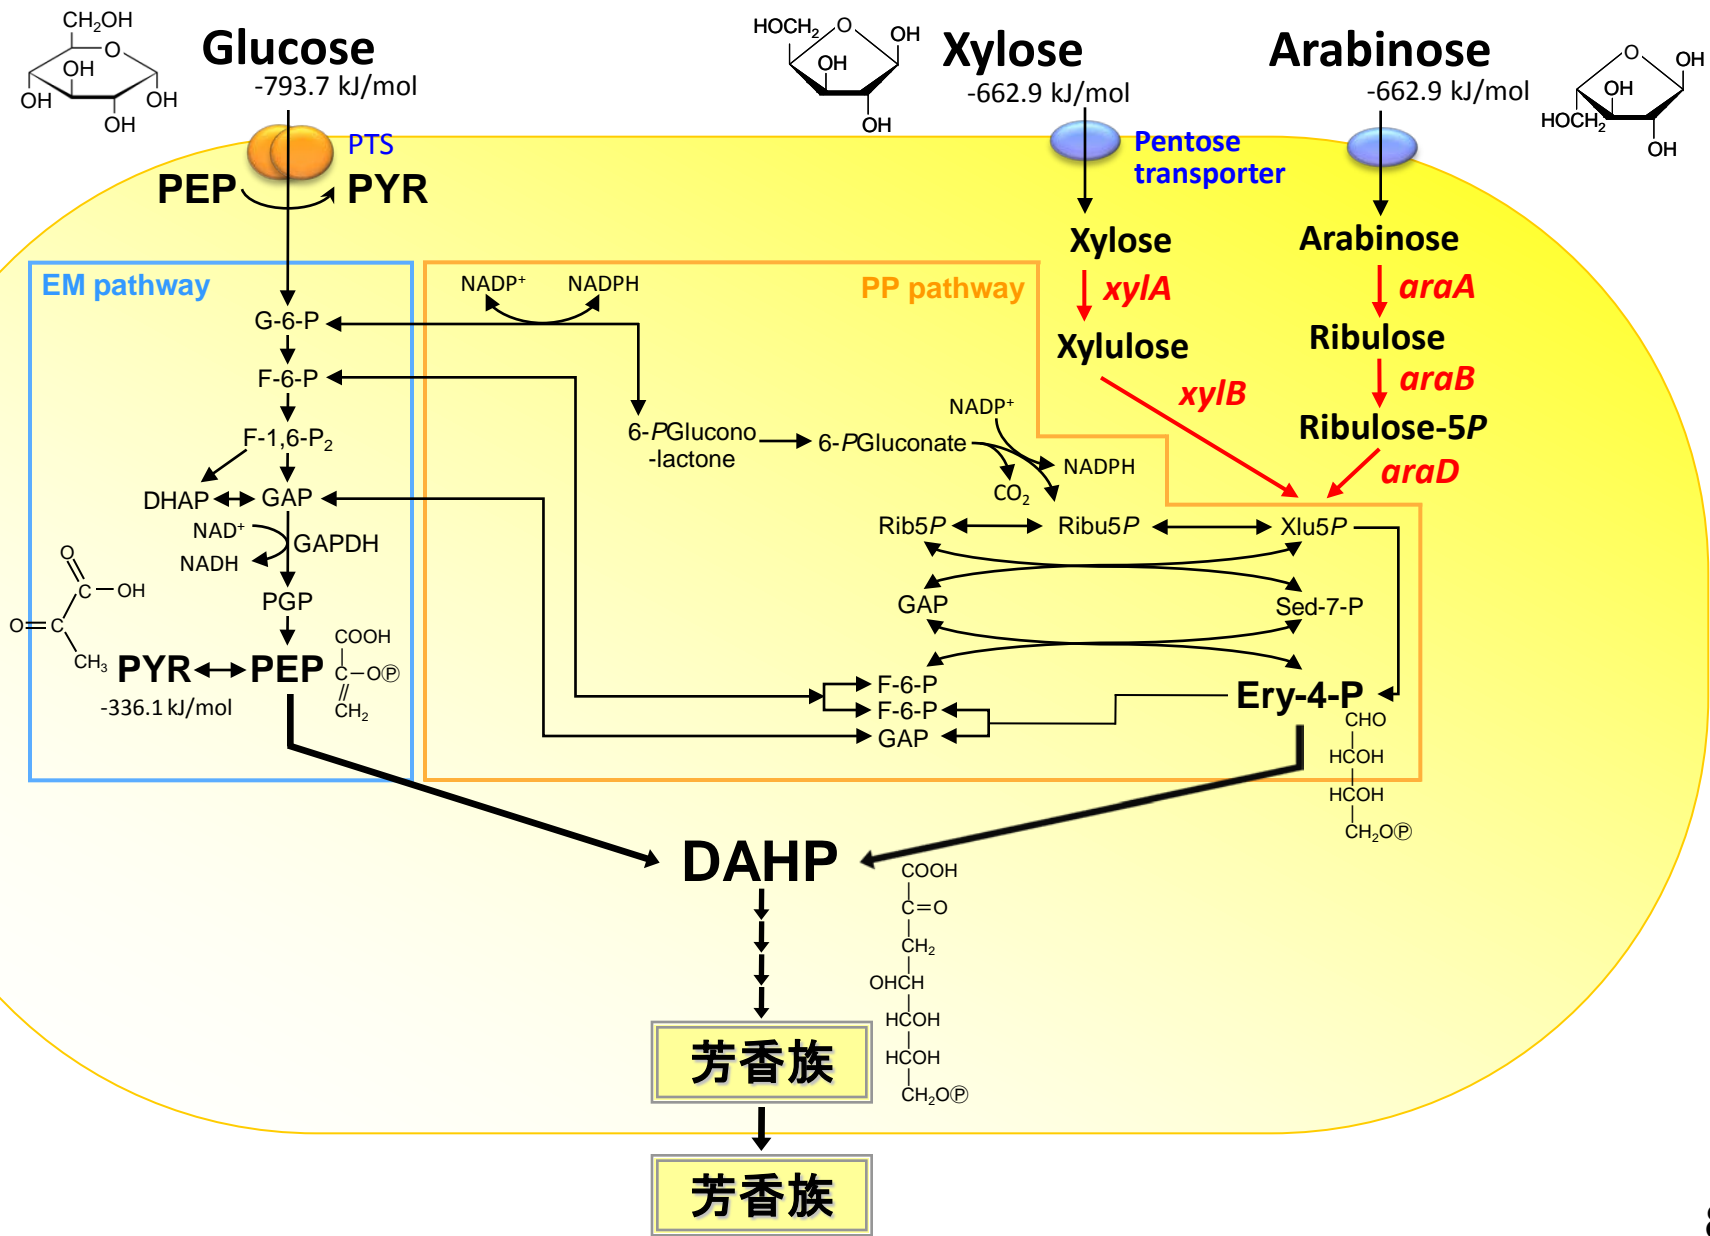 Glucose
-793.7 kJ/mol
CH₂OH
O
OH
OH
OH
OH
Xylose
-662.9 kJ/mol
HOCH₂
O
OH
OH
OH
Arabinose
-662.9 kJ/mol
O
OH
OH
HOCH₂
OH
PTS
PEP
PYR
Pentose
transporter
Xylose
xylA
Xylulose
xylB
Arabinose
araA
Ribulose
araB
Ribulose-5P
araD
EM pathway
G-6-P
F-6-P
F-1,6-P₂
DHAP
GAP
NAD⁺
NADH
GAPDH
PGP
PYR
PEP
-336.1 kJ/mol
O
C
OH
O
C
CH₃
COOH
C
O Ⓟ
CH₂
PP pathway
NADP⁺
NADPH
6-PGlucono
-lactone
6-PGluconate
NADP⁺
NADPH
CO₂
Rib5P
Ribu5P
Xlu5P
GAP
Sed-7-P
F-6-P
F-6-P
GAP
Ery-4-P
CHO
HCOH
HCOH
CH₂OⓅ
DAHP
COOH
C=O
CH₂
OHCH
HCOH
HCOH
CH₂OⓅ
芳香族
芳香族